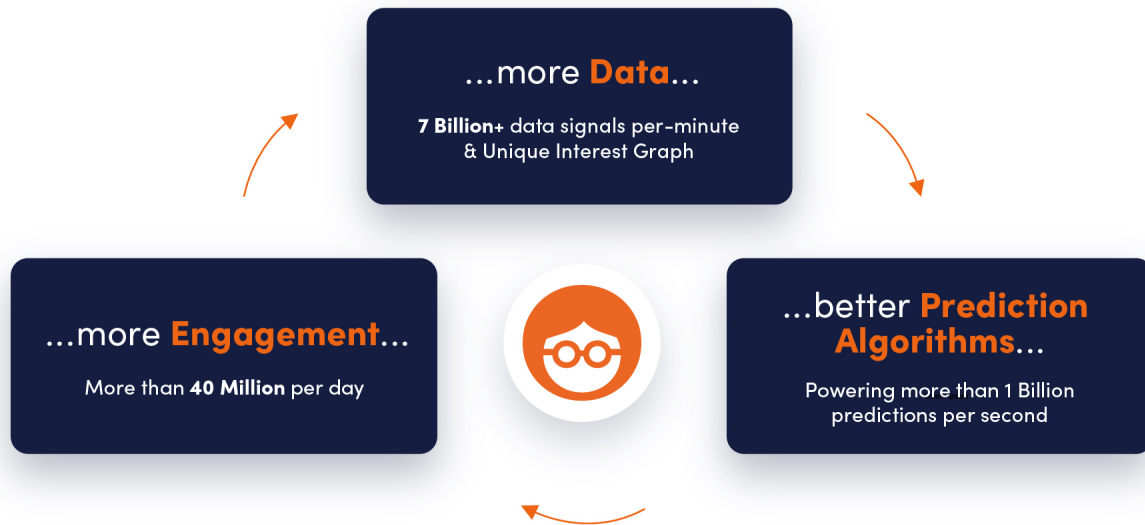 ...more Data...
7 Billion+ data signals per-minute
& Unique Interest Graph
...more Engagement...
More than 40 Million per day
...better Prediction
Algorithms...
Powering more than 1 Billion
predictions per second